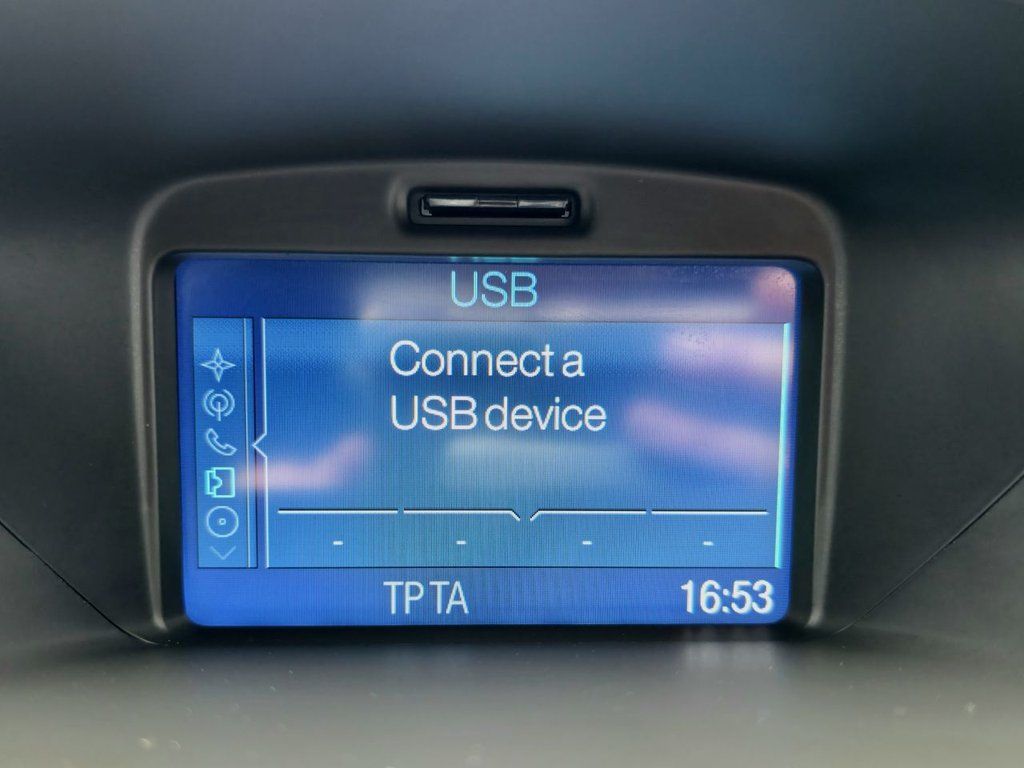 USB
Connect a
USB device
- - - -
TP TA 16:53